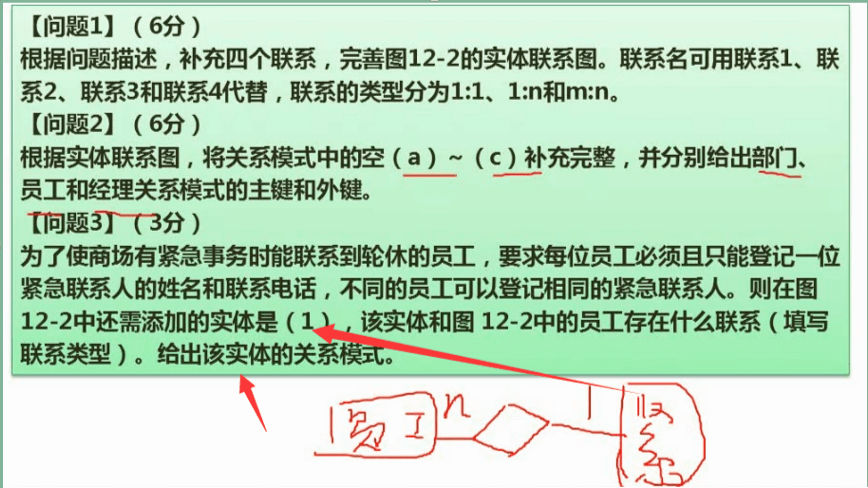 【问题1】（6分）
根据问题描述，补充四个联系，完善图12-2的实体联系图。联系名可用联系1、联
系2、联系3和联系4代替，联系的类型分为1:1、1:n和m:n。
【问题2】（6分）
根据实体联系图，将关系模式中的空（a）~（c）补充完整，并分别给出部门、
员工和经理关系模式的主键和外键。
【问题3】（3分）
为了使商场有紧急事务时能联系到轮休的员工，要求每位员工必须且只能登记一位
紧急联系人的姓名和联系电话，不同的员工可以登记相同的紧急联系人。则在图
12-2中还需添加的实体是（1），该实体和图 12-2中的员工存在什么联系（填写
联系类型）。给出该实体的关系模式。
员工 n 1